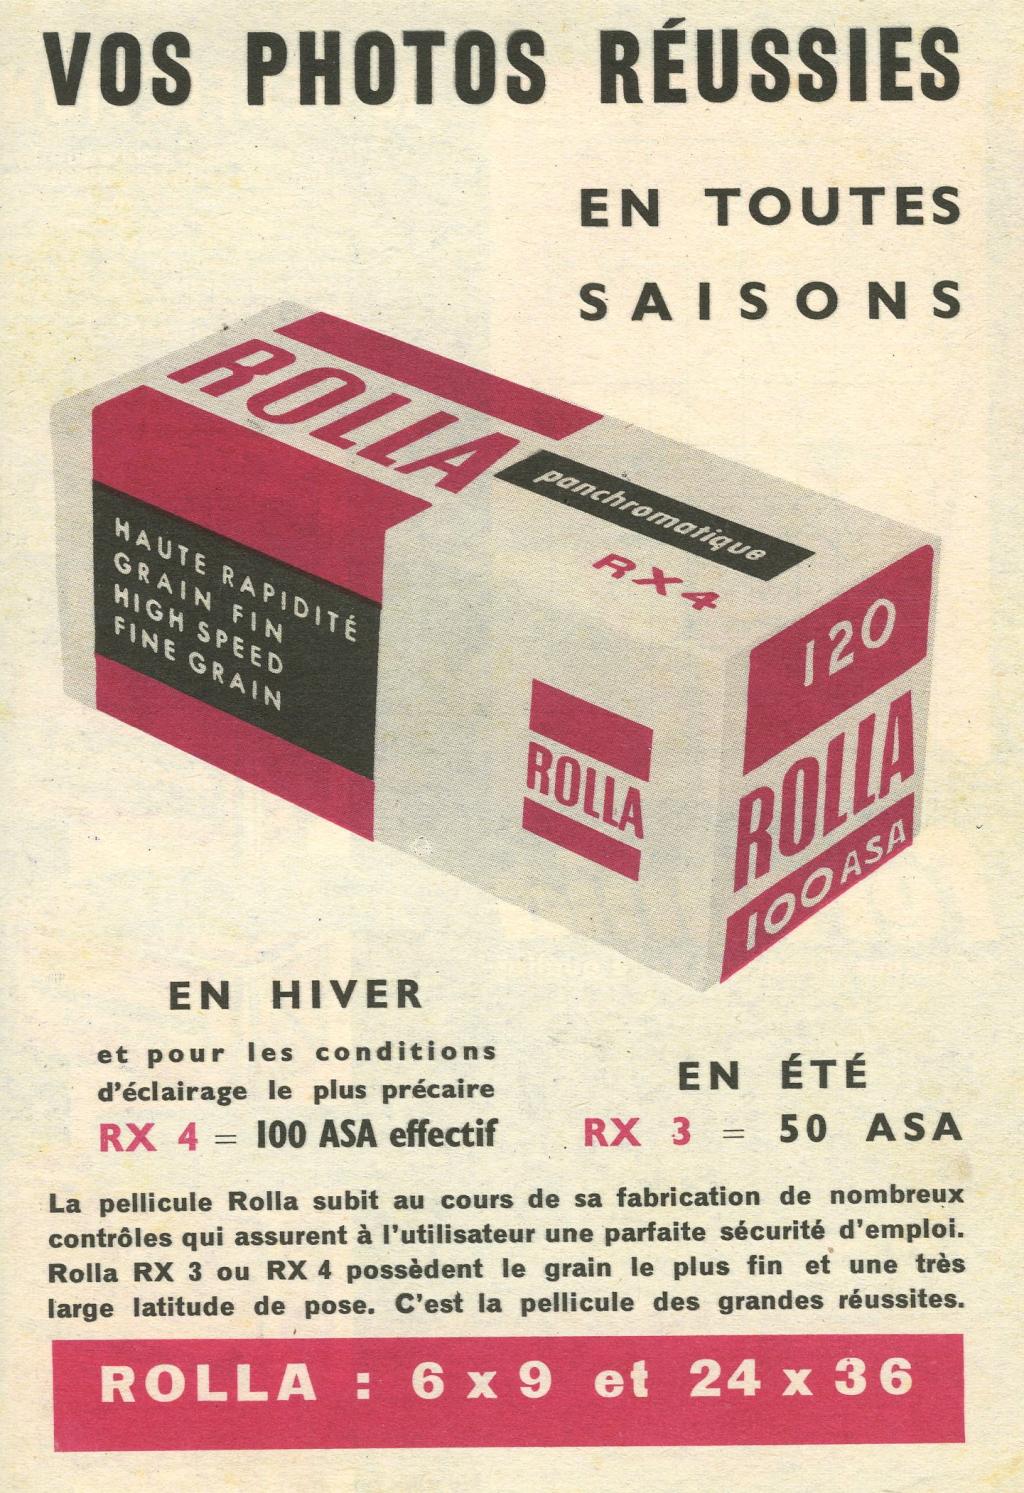 VOS PHOTOS RÉUSSIES
EN TOUTES
SAISONS
ROLLA
panchromatique
RX4
HAUTE RAPIDITÉ
GRAIN FIN
HIGH SPEED
FINE GRAIN
ROLLA
120
ROLLA
100 ASA
EN HIVER
et pour les conditions
d'éclairage le plus précaire
RX 4 = 100 ASA effectif
EN ÉTÉ
RX 3 = 50 ASA
La pellicule Rolla subit au cours de sa fabrication de nombreux
contrôles qui assurent à l'utilisateur une parfaite sécurité d'emploi.
Rolla RX 3 ou RX 4 possèdent le grain le plus fin et une très
large latitude de pose. C'est la pellicule des grandes réussites.
ROLLA : 6 x 9 et 24 x 36